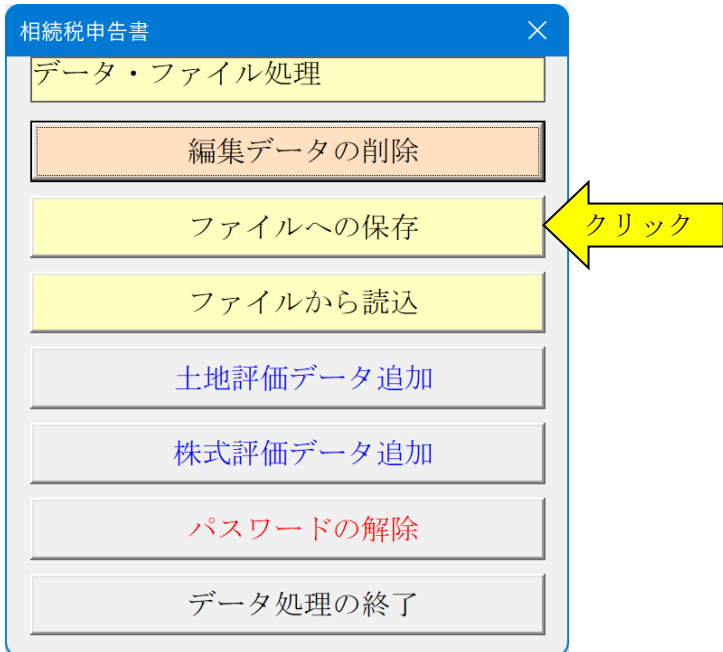 相続税申告書
データ・ファイル処理
編集データの削除
ファイルへの保存
クリック
ファイルから読込
土地評価データ追加
株式評価データ追加
パスワードの解除
データ処理の終了